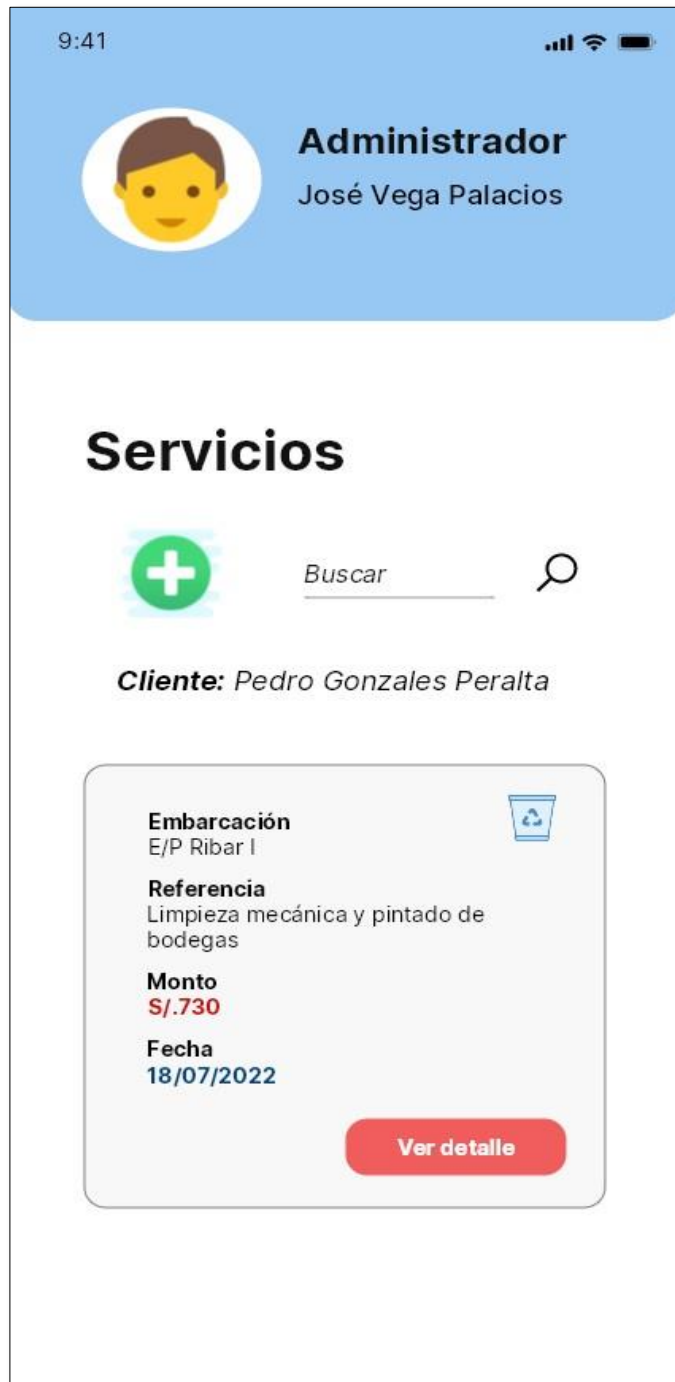 9:41
Administrador
José Vega Palacios
Servicios
Buscar
Cliente: Pedro Gonzales Peralta
Embarcación
E/P Ribar I
Referencia
Limpieza mecánica y pintado de
bodegas
Monto
S/.730
Fecha
18/07/2022
Ver detalle